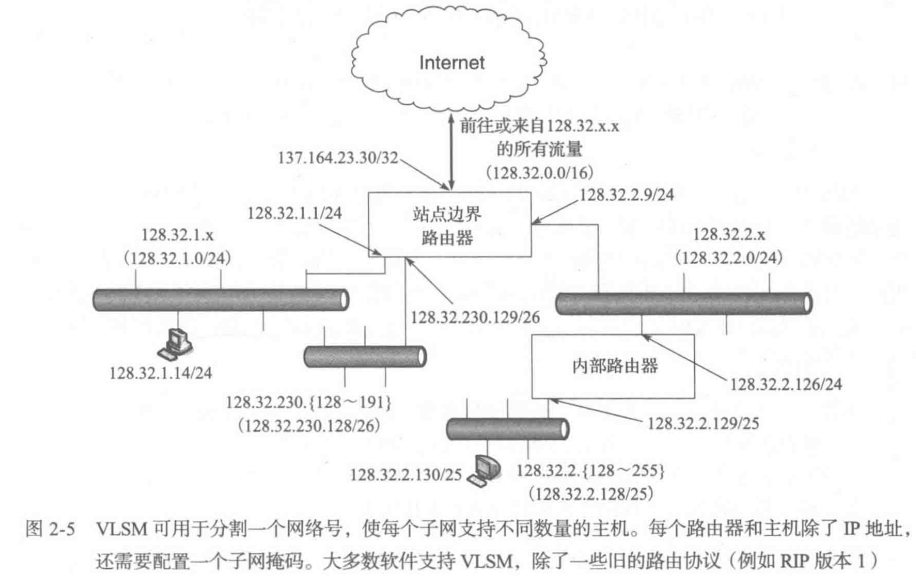 Internet
前往或来自128.32.x.x
的所有流量
（128.32.0.0/16）
137.164.23.30/32
128.32.2.9/24
128.32.1.1/24
站点边界
路由器
128.32.1.x
（128.32.1.0/24）
128.32.2.x
（128.32.2.0/24）
128.32.230.129/26
128.32.1.14/24
内部路由器
128.32.2.126/24
128.32.230.{128～191}
（128.32.230.128/26）
128.32.2.129/25
128.32.2.130/25
128.32.2.{128～255}
（128.32.2.128/25）
图 2-5 VLSM 可用于分割一个网络号，使每个子网支持不同数量的主机。每个路由器和主机除了 IP 地址，
还需要配置一个子网掩码。大多数软件支持 VLSM，除了一些旧的路由协议（例如 RIP 版本 1）